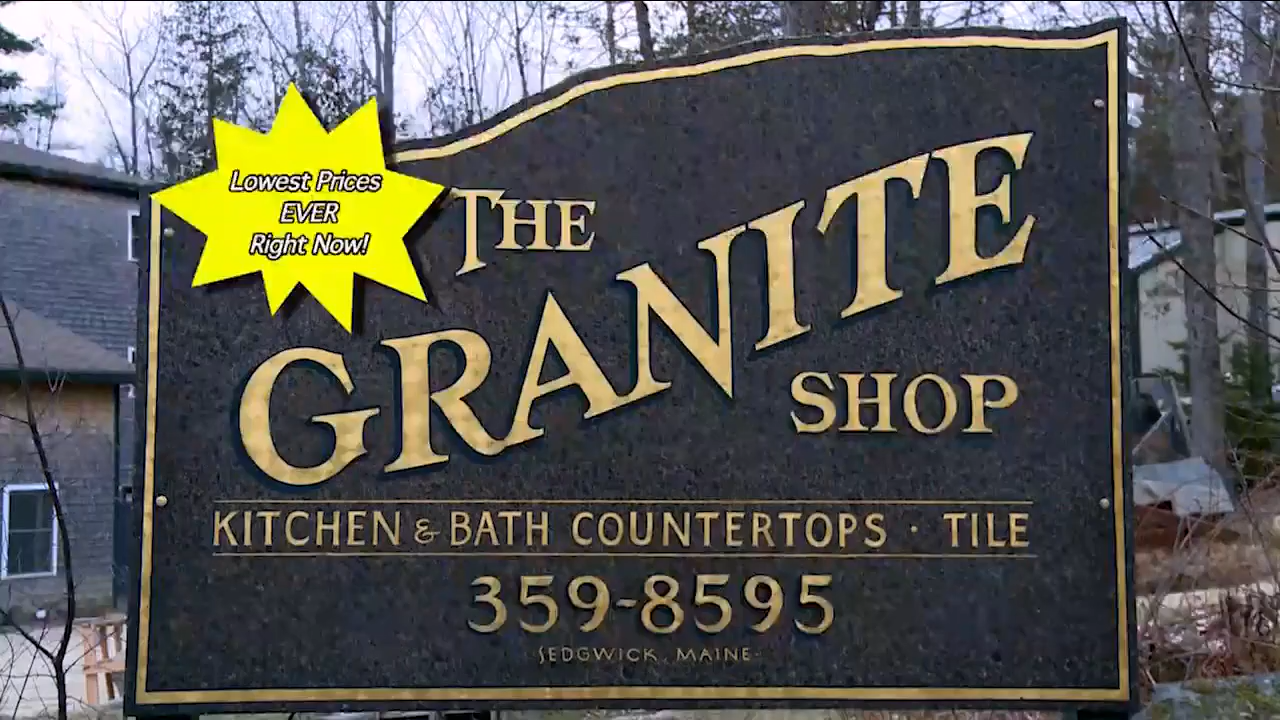 Lowest Prices
EVER
Right Now!
THE
GRANITE
SHOP
KITCHEN & BATH COUNTERTOPS · TILE
359-8595
SEDGWICK, MAINE